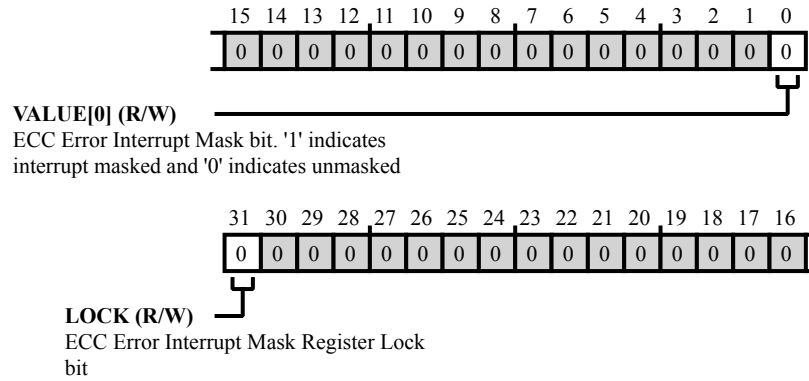 15 14 13 12 11 10 9 8 7 6 5 4 3 2 1 0
0 0 0 0 0 0 0 0 0 0 0 0 0 0 0 0
VALUE[0] (R/W)
ECC Error Interrupt Mask bit. '1' indicates
interrupt masked and '0' indicates unmasked
31 30 29 28 27 26 25 24 23 22 21 20 19 18 17 16
0 0 0 0 0 0 0 0 0 0 0 0 0 0 0 0
LOCK (R/W)
ECC Error Interrupt Mask Register Lock
bit